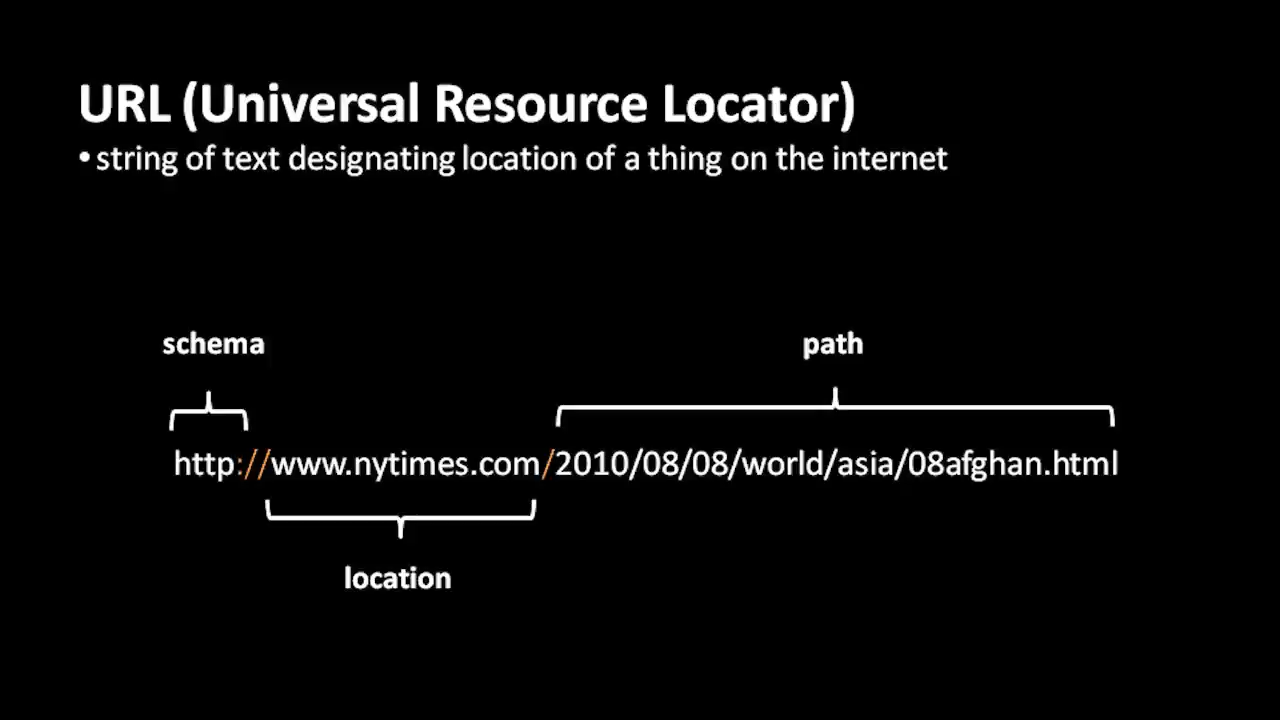 URL (Universal Resource Locator)
• string of text designating location of a thing on the internet
schema
path
http://www.nytimes.com/2010/08/08/world/asia/08afghan.html
location